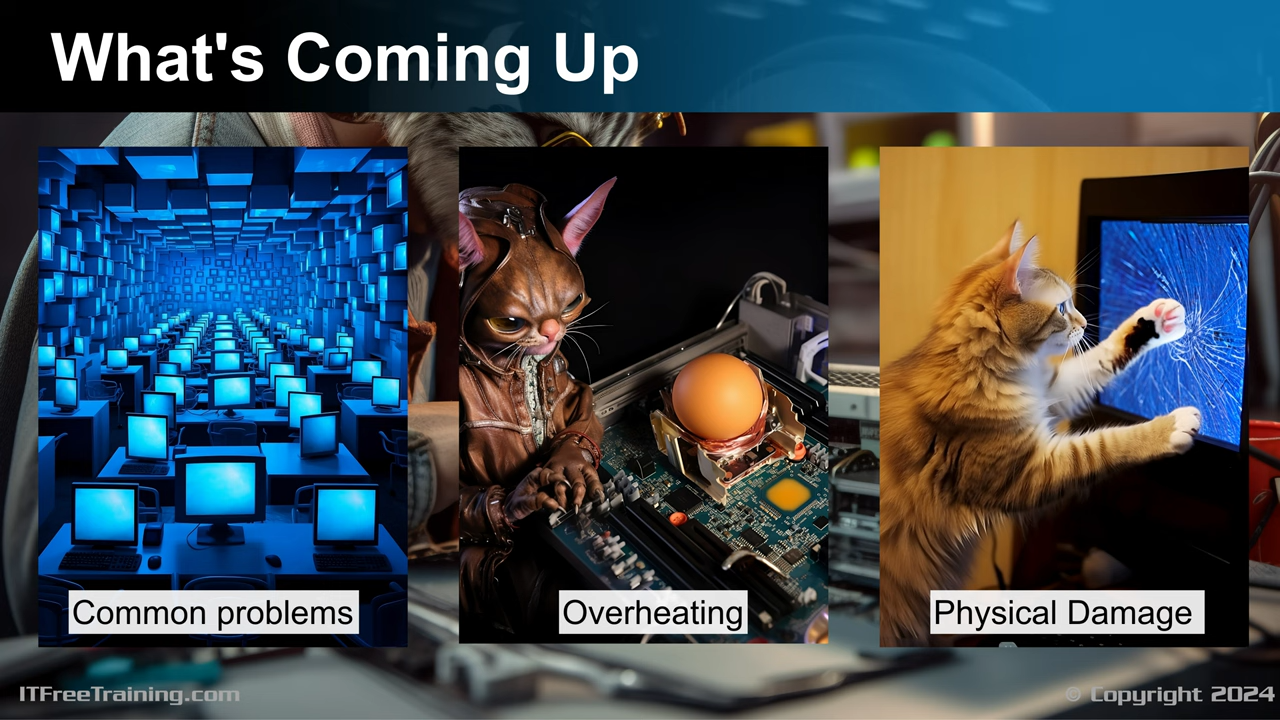 What's Coming Up
Common problems
Overheating
Physical Damage
ITFreeTraining.com
© Copyright 2024